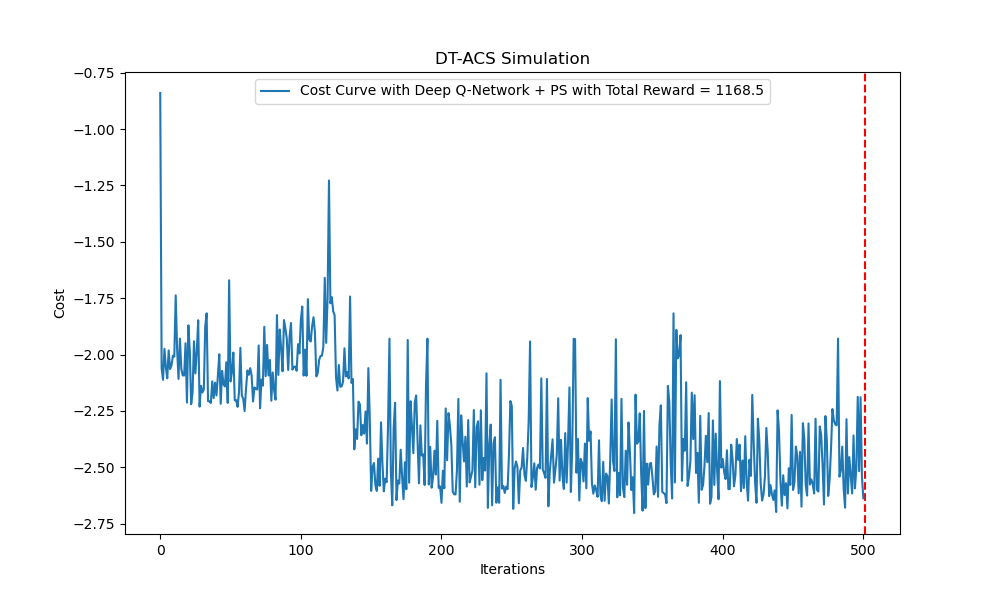 DT-ACS Simulation
Cost Curve with Deep Q-Network + PS with Total Reward = 1168.5
−0.75
−1.00
−1.25
−1.50
−1.75
−2.00
−2.25
−2.50
−2.75
Cost
0 100 200 300 400 500
Iterations